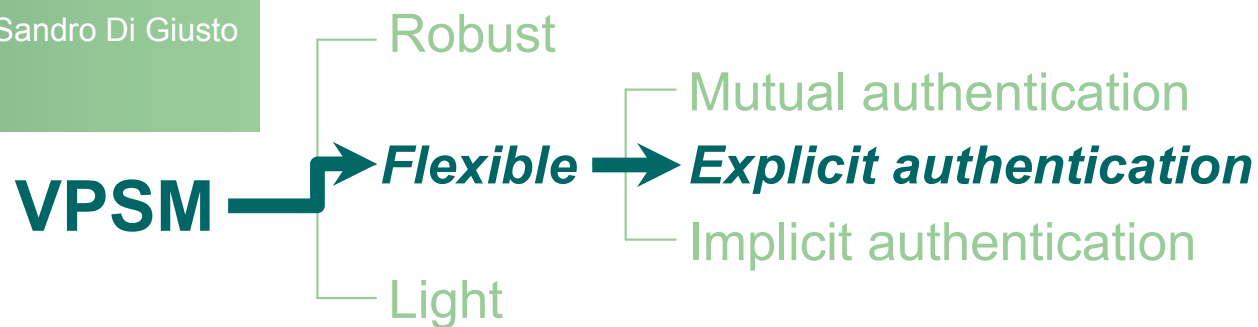 Sandro Di Giusto
Robust
Mutual authentication
Flexible
Explicit authentication
VPSM
Implicit authentication
Light